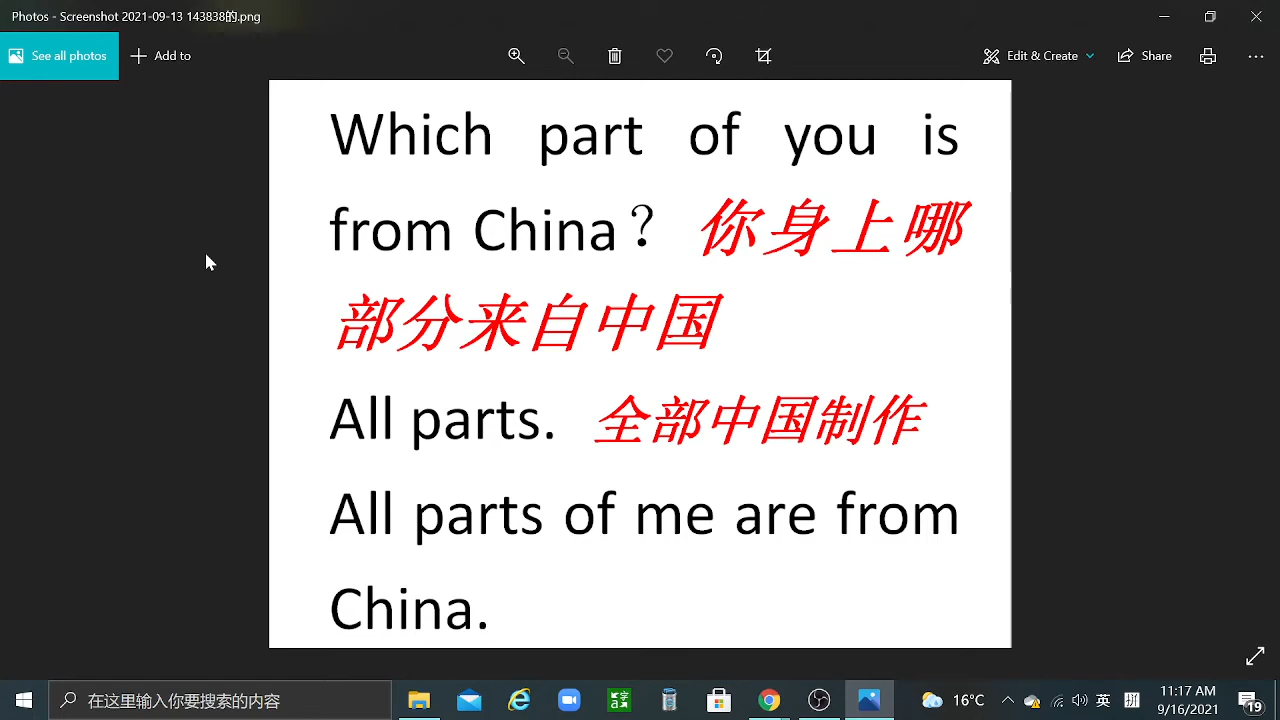 Photos - Screenshot 2021-09-13 143838的.png
See all photos
Add to
Edit & Create
Share
Which part of you is
from China？ 你身上哪
部分来自中国
All parts. 全部中国制作
All parts of me are from
China.
在这里输入你要搜索的内容
16°C
英
拼
11:17 AM
9/16/2021
19